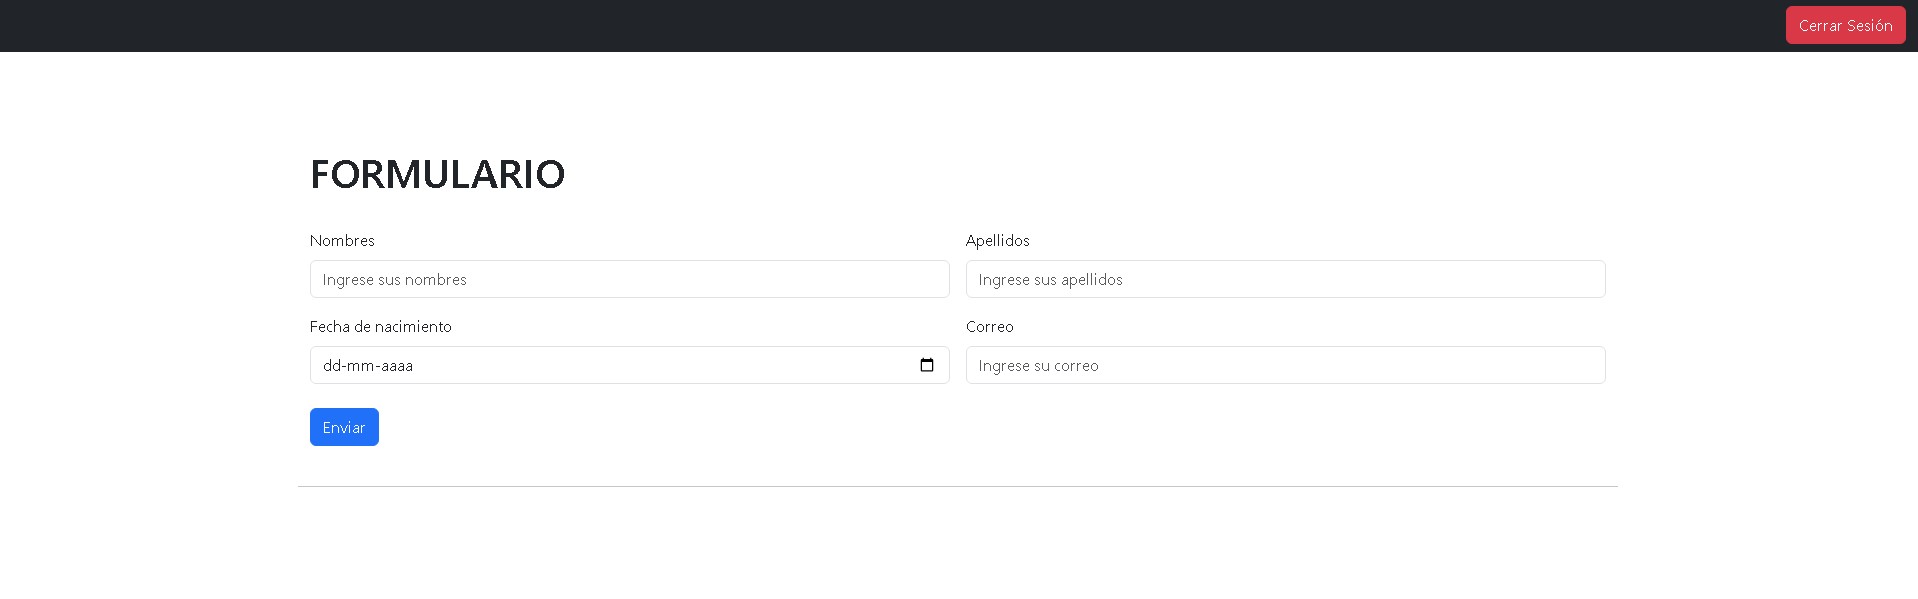 Cerrar Sesión
FORMULARIO
Nombres
Apellidos
Ingrese sus nombres
Ingrese sus apellidos
Fecha de nacimiento
Correo
dd-mm-aaaa
Ingrese su correo
Enviar